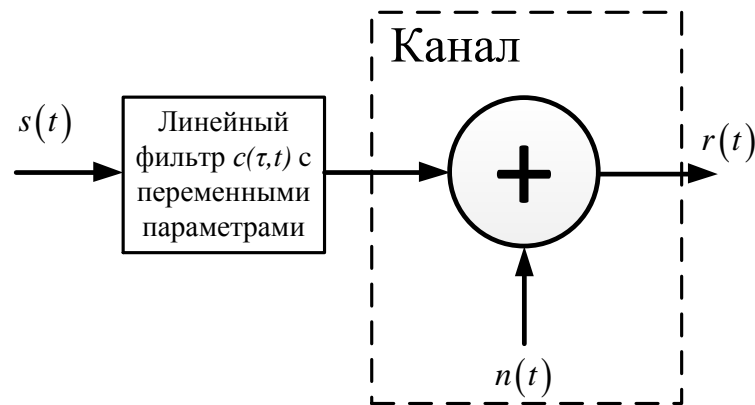 Канал
s(t)
Линейный
фильтр c(τ,t) с
переменными
параметрами
+
r(t)
n(t)